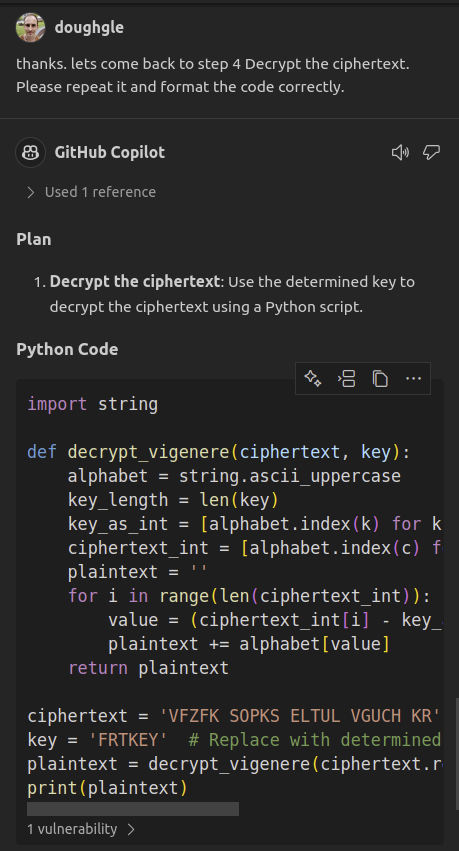 doughgle
thanks. lets come back to step 4 Decrypt the ciphertext.
Please repeat it and format the code correctly.
GitHub Copilot
Used 1 reference
Plan
1. Decrypt the ciphertext: Use the determined key to
decrypt the ciphertext using a Python script.
Python Code
import string
def decrypt_vigenere(ciphertext, key):
    alphabet = string.ascii_uppercase
    key_length = len(key)
    key_as_int = [alphabet.index(k) for k
    ciphertext_int = [alphabet.index(c) f
    plaintext = ''
    for i in range(len(ciphertext_int)):
        value = (ciphertext_int[i] - key_
        plaintext += alphabet[value]
    return plaintext
ciphertext = 'VFZFK SOPKS ELTUL VGUCH KR'
key = 'FRTKEY'  # Replace with determined
plaintext = decrypt_vigenere(ciphertext.r
print(plaintext)
1 vulnerability